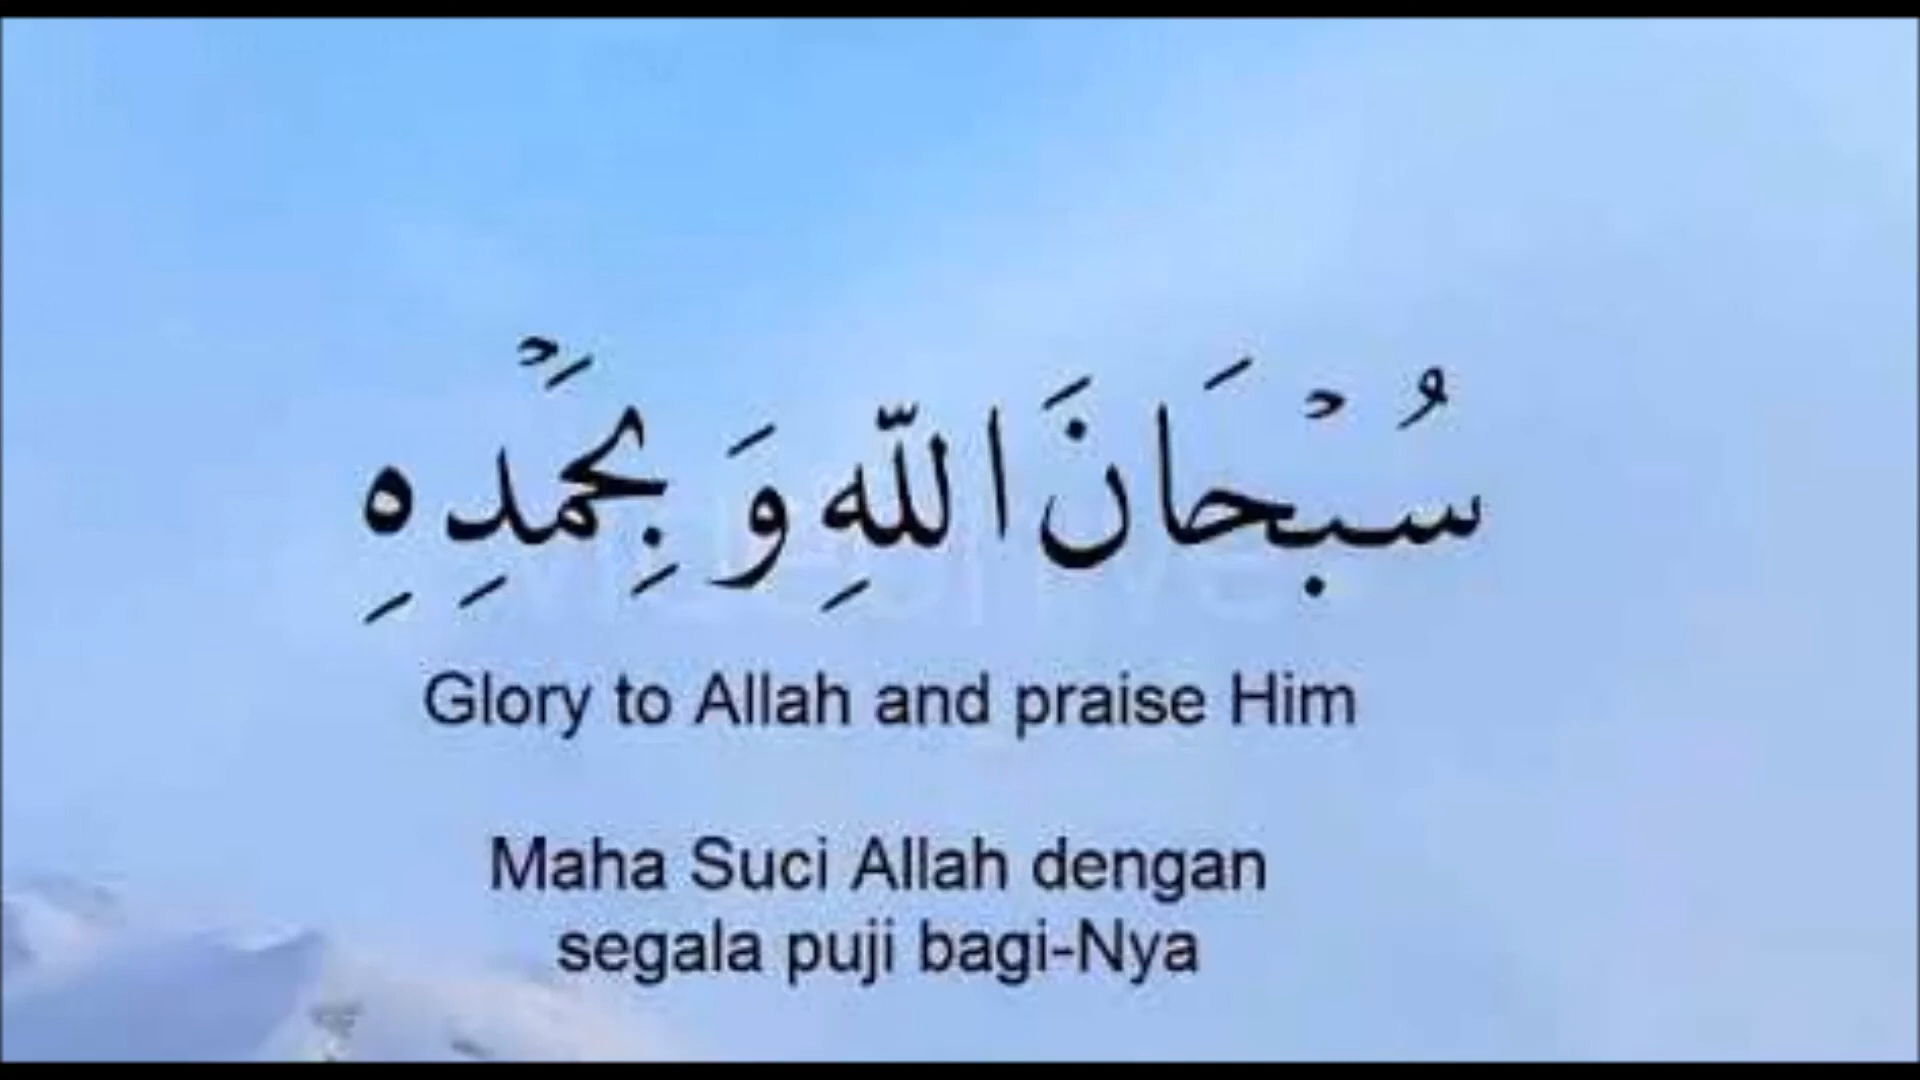 سُبْحَانَ اللّهِ وَ بِحَمْدِهِ
Glory to Allah and praise Him
Maha Suci Allah dengan
segala puji bagi-Nya